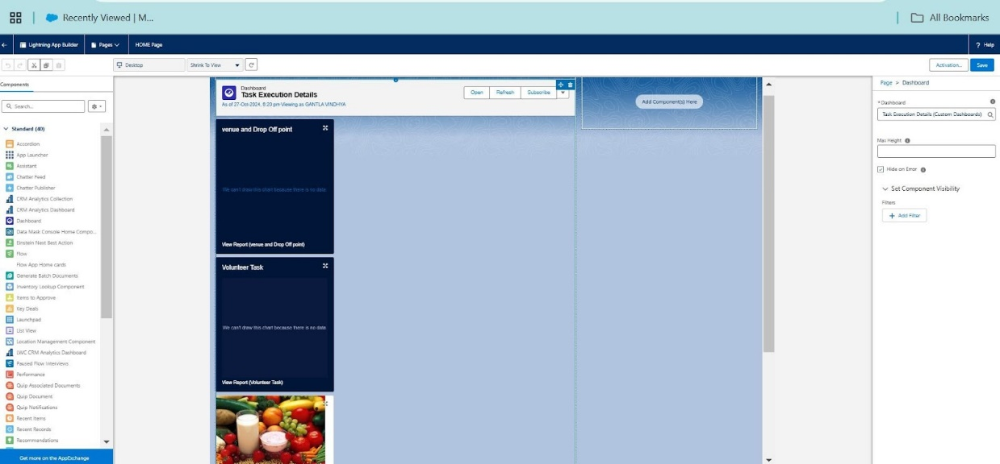 Recently Viewed | M...
All Bookmarks
Lightning App Builder
Pages
HOME Page
? Help
Desktop
Shrink To View
Activation...
Save
Components
Search...
Standard (40)
Accordion
App Launcher
Assistant
Chatter Feed
Chatter Publisher
CRM Analytics Collection
CRM Analytics Dashboard
Dashboard
Data Mask Console Home Compo...
Einstein Next Best Action
Flow
Flow App Home cards
Generate Batch Documents
Inventory Lookup Component
Items to Approve
Key Deals
Launchpad
List View
Location Management Component
LWC CRM Analytics Dashboard
Paused Flow Interviews
Performance
Quip Associated Documents
Quip Document
Quip Notifications
Recent Items
Recent Records
Recommendations
Get more on the AppExchange
Dashboard
Task Execution Details
As of 27-Oct-2024, 8:20 pm Viewing as GANTLA VINDHYA
Open
Refresh
Subscribe
venue and Drop Off point
We can't draw this chart because there is no data
View Report (venue and Drop Off point)
Volunteer Task
We can't draw this chart because there is no data
View Report (Volunteer Task)
Add Component(s) Here
Page > Dashboard
* Dashboard
Task Execution Details (Custom Dashboards)
Max Height
Hide on Error
Set Component Visibility
Filters
+ Add Filter